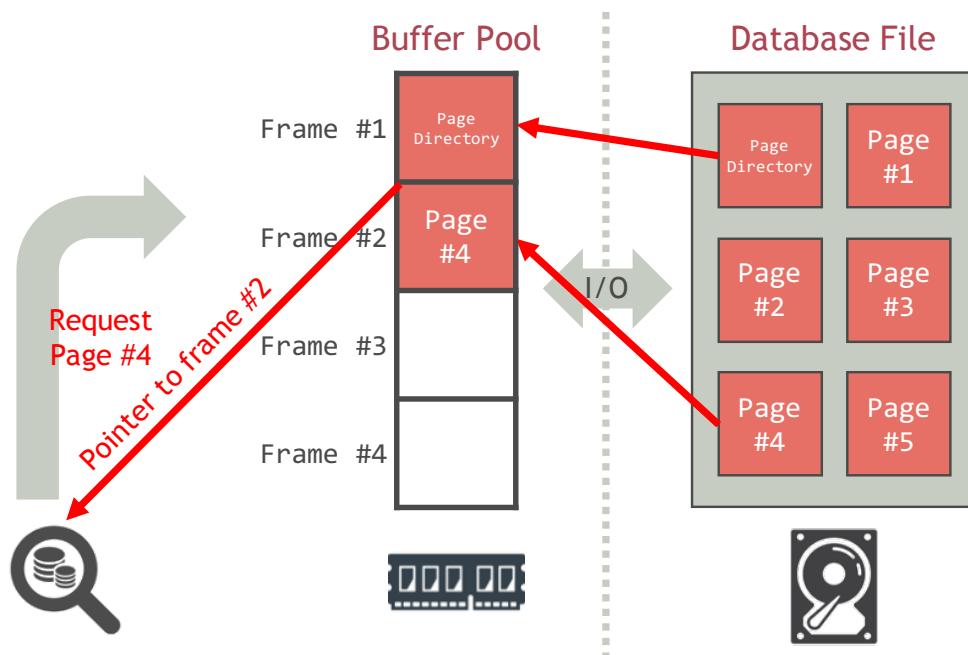 Buffer Pool
Database File
Frame #1
Page
Directory
Page
Directory
Page
#1
Frame #2
Page
#4
Page
#2
Page
#3
I/O
Request
Page #4
Pointer to frame #2
Frame #3
Frame #4
Page
#4
Page
#5